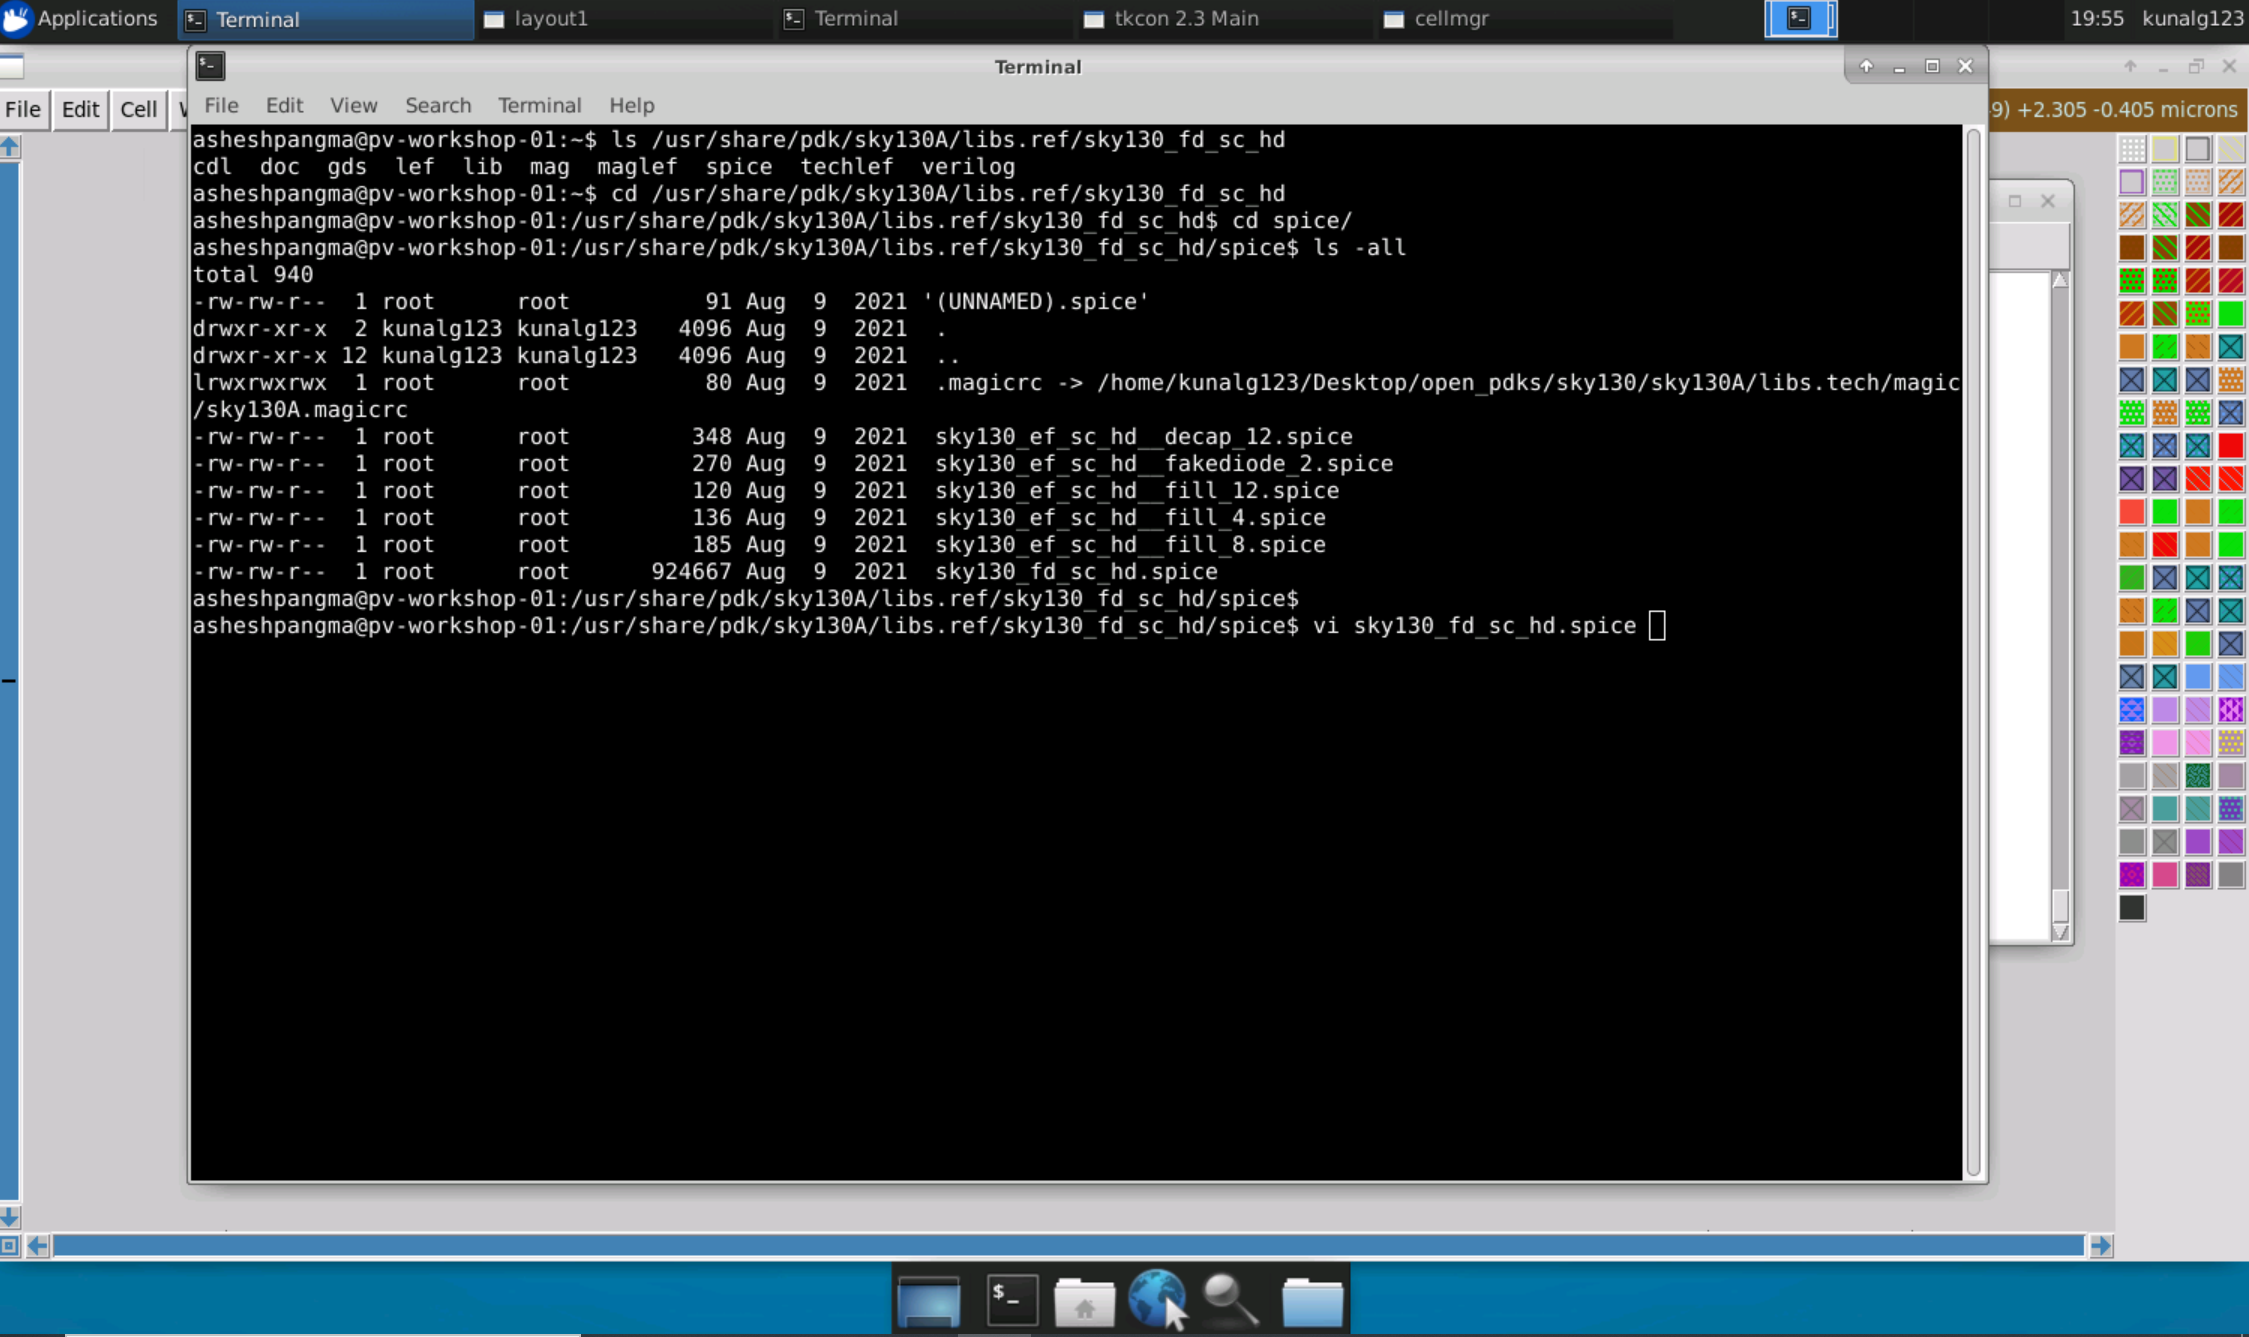 Applications Terminal layout1 Terminal tkcon 2.3 Main cellmgr 19:55 kunalg123
Terminal
File Edit Cell
9) +2.305 -0.405 microns
File Edit View Search Terminal Help
asheshpangma@pv-workshop-01:~$ ls /usr/share/pdk/sky130A/libs.ref/sky130_fd_sc_hd
cdl doc gds lef lib mag maglef spice techlef verilog
asheshpangma@pv-workshop-01:~$ cd /usr/share/pdk/sky130A/libs.ref/sky130_fd_sc_hd
asheshpangma@pv-workshop-01:/usr/share/pdk/sky130A/libs.ref/sky130_fd_sc_hd$ cd spice/
asheshpangma@pv-workshop-01:/usr/share/pdk/sky130A/libs.ref/sky130_fd_sc_hd/spice$ ls -all
total 940
-rw-rw-r-- 1 root root 91 Aug 9 2021 '(UNNAMED).spice'
drwxr-xr-x 2 kunalg123 kunalg123 4096 Aug 9 2021 .
drwxr-xr-x 12 kunalg123 kunalg123 4096 Aug 9 2021 ..
lrwxrwxrwx 1 root root 80 Aug 9 2021 .magicrc -> /home/kunalg123/Desktop/open_pdks/sky130/sky130A/libs.tech/magic
/sky130A.magicrc
-rw-rw-r-- 1 root root 348 Aug 9 2021 sky130_ef_sc_hd__decap_12.spice
-rw-rw-r-- 1 root root 270 Aug 9 2021 sky130_ef_sc_hd__fakediode_2.spice
-rw-rw-r-- 1 root root 120 Aug 9 2021 sky130_ef_sc_hd__fill_12.spice
-rw-rw-r-- 1 root root 136 Aug 9 2021 sky130_ef_sc_hd__fill_4.spice
-rw-rw-r-- 1 root root 185 Aug 9 2021 sky130_ef_sc_hd__fill_8.spice
-rw-rw-r-- 1 root root 924667 Aug 9 2021 sky130_fd_sc_hd.spice
asheshpangma@pv-workshop-01:/usr/share/pdk/sky130A/libs.ref/sky130_fd_sc_hd/spice$
asheshpangma@pv-workshop-01:/usr/share/pdk/sky130A/libs.ref/sky130_fd_sc_hd/spice$ vi sky130_fd_sc_hd.spice